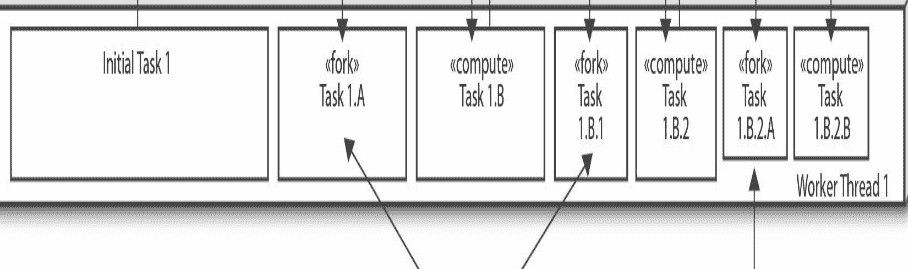 Initial Task 1
«fork»
Task 1.A
«compute»
Task 1.B
«fork»
Task
1.B.1
«compute»
Task
1.B.2
«fork»
Task
1.B.2.A
«compute»
Task
1.B.2.B
Worker Thread 1